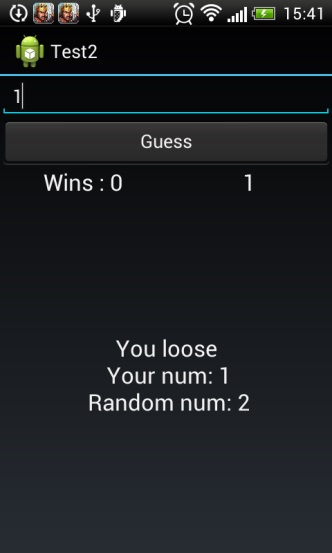 15:41
Test2
1
Guess
Wins : 0 1
You loose
Your num: 1
Random num: 2